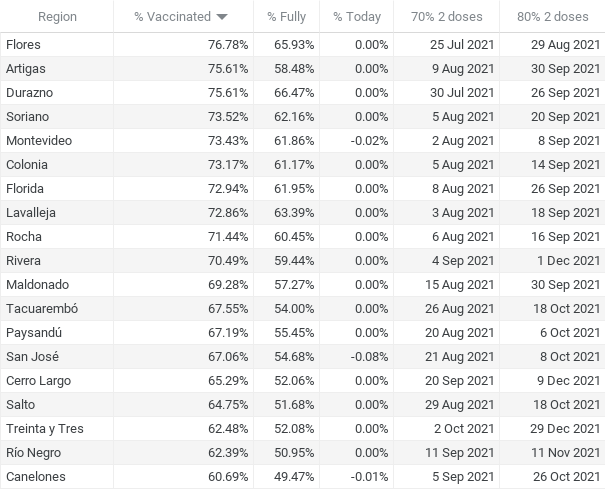 Region % Vaccinated % Fully % Today 70% 2 doses 80% 2 doses
Flores 76.78% 65.93% 0.00% 25 Jul 2021 29 Aug 2021
Artigas 75.61% 58.48% 0.00% 9 Aug 2021 30 Sep 2021
Durazno 75.61% 66.47% 0.00% 30 Jul 2021 26 Sep 2021
Soriano 73.52% 62.16% 0.00% 5 Aug 2021 20 Sep 2021
Montevideo 73.43% 61.86% -0.02% 2 Aug 2021 8 Sep 2021
Colonia 73.17% 61.17% 0.00% 5 Aug 2021 14 Sep 2021
Florida 72.94% 61.95% 0.00% 8 Aug 2021 26 Sep 2021
Lavalleja 72.86% 63.39% 0.00% 3 Aug 2021 18 Sep 2021
Rocha 71.44% 60.45% 0.00% 6 Aug 2021 16 Sep 2021
Rivera 70.49% 59.44% 0.00% 4 Sep 2021 1 Dec 2021
Maldonado 69.28% 57.27% 0.00% 15 Aug 2021 30 Sep 2021
Tacuarembó 67.55% 54.00% 0.00% 26 Aug 2021 18 Oct 2021
Paysandú 67.19% 55.45% 0.00% 20 Aug 2021 6 Oct 2021
San José 67.06% 54.68% -0.08% 21 Aug 2021 8 Oct 2021
Cerro Largo 65.29% 52.06% 0.00% 20 Sep 2021 9 Dec 2021
Salto 64.75% 51.68% 0.00% 29 Aug 2021 18 Oct 2021
Treinta y Tres 62.48% 52.08% 0.00% 2 Oct 2021 29 Dec 2021
Río Negro 62.39% 50.95% 0.00% 11 Sep 2021 11 Nov 2021
Canelones 60.69% 49.47% -0.01% 5 Sep 2021 26 Oct 2021